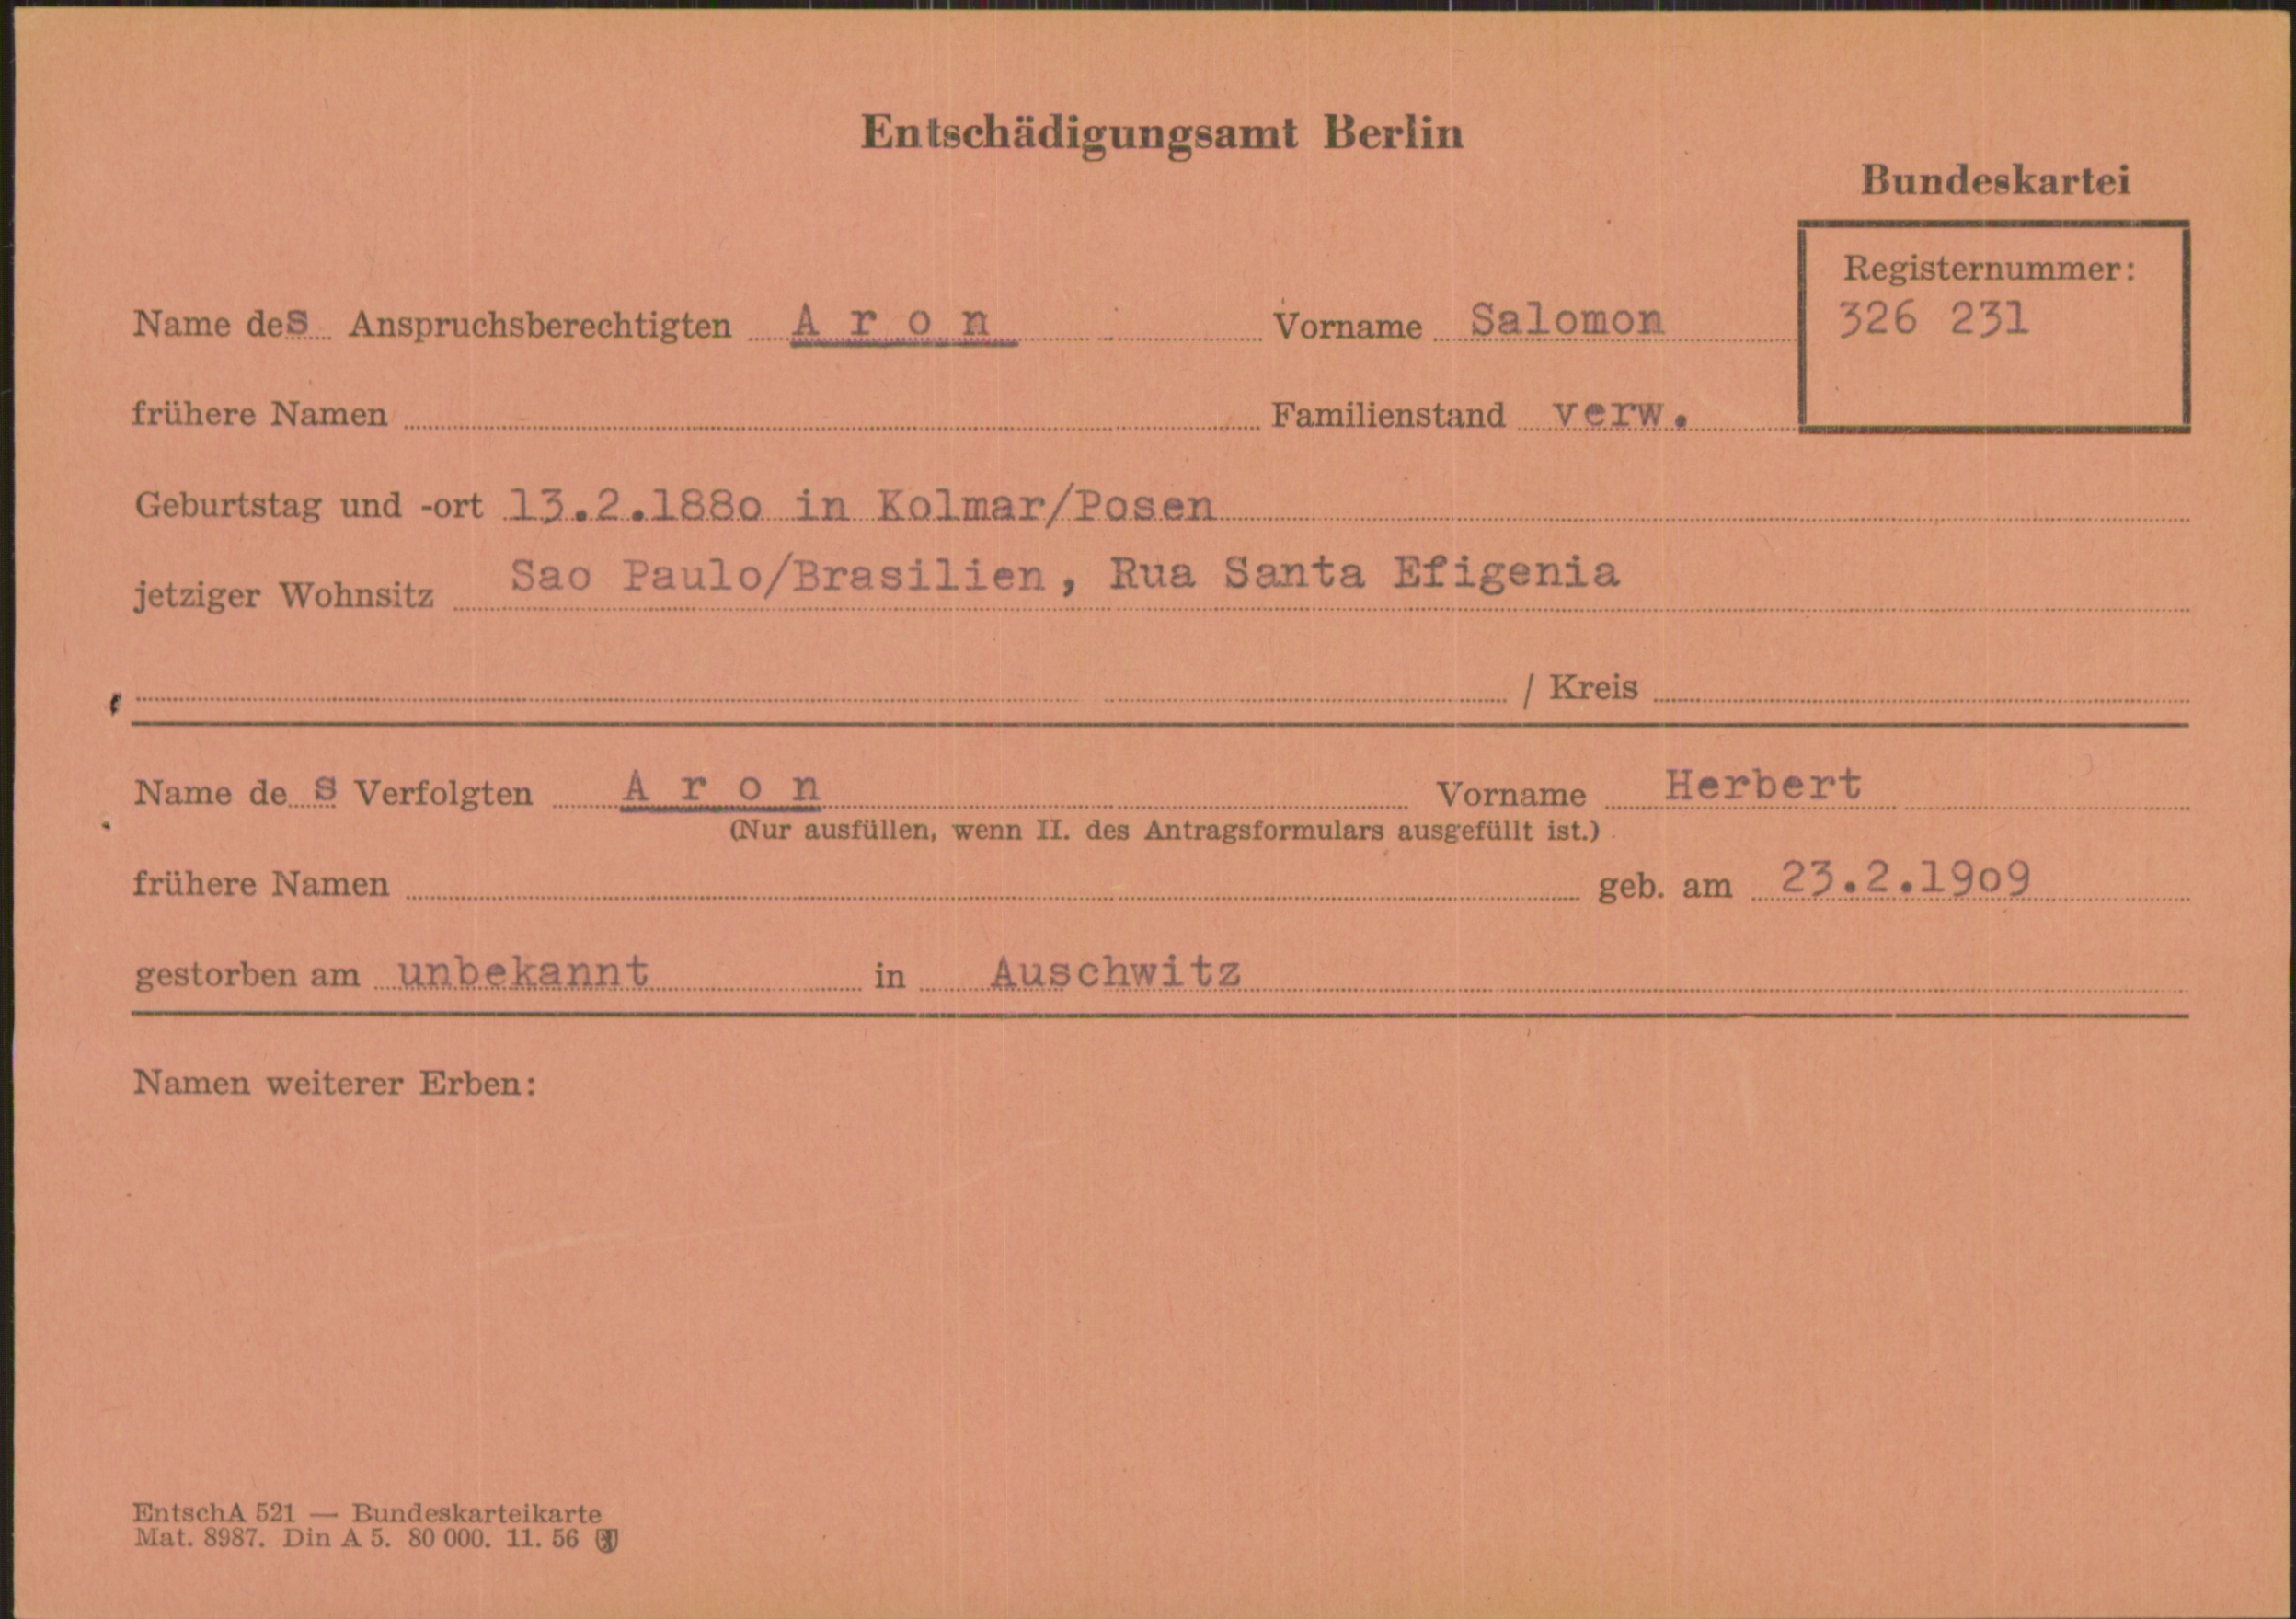 Entschädigungsamt Berlin
Bundeskartei
Registernummer:
326 231
Name des Anspruchsberechtigten A r o n Vorname Salomon
frühere Namen Familienstand verw.
Geburtstag und -ort 13.2.188o in Kolmar/Posen
jetziger Wohnsitz Sao Paulo/Brasilien, Rua Santa Efigenia
/ Kreis
Name de s Verfolgten A r o n Vorname Herbert
(Nur ausfüllen, wenn II. des Antragsformulars ausgefüllt ist.)
frühere Namen geb. am 23.2.19o9
gestorben am unbekannt in Auschwitz
Namen weiterer Erben:
EntschA 521 — Bundeskarteikarte
Mat. 8987. Din A 5. 80 000. 11. 56